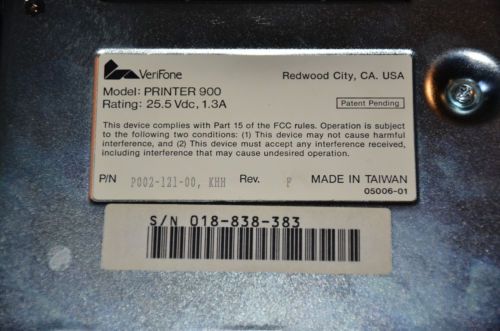 VeriFone
Redwood City, CA. USA
Model: PRINTER 900
Rating: 25.5 Vdc, 1.3A
Patent Pending
This device complies with Part 15 of the FCC rules. Operation is subject
to the following two conditions: (1) This device may not cause harmful
interference, and (2) This device must accept any interference received,
including interference that may cause undesired operation.
P/N P002-121-00, KHH Rev. F MADE IN TAIWAN
05006-01
S/N 018-838-383